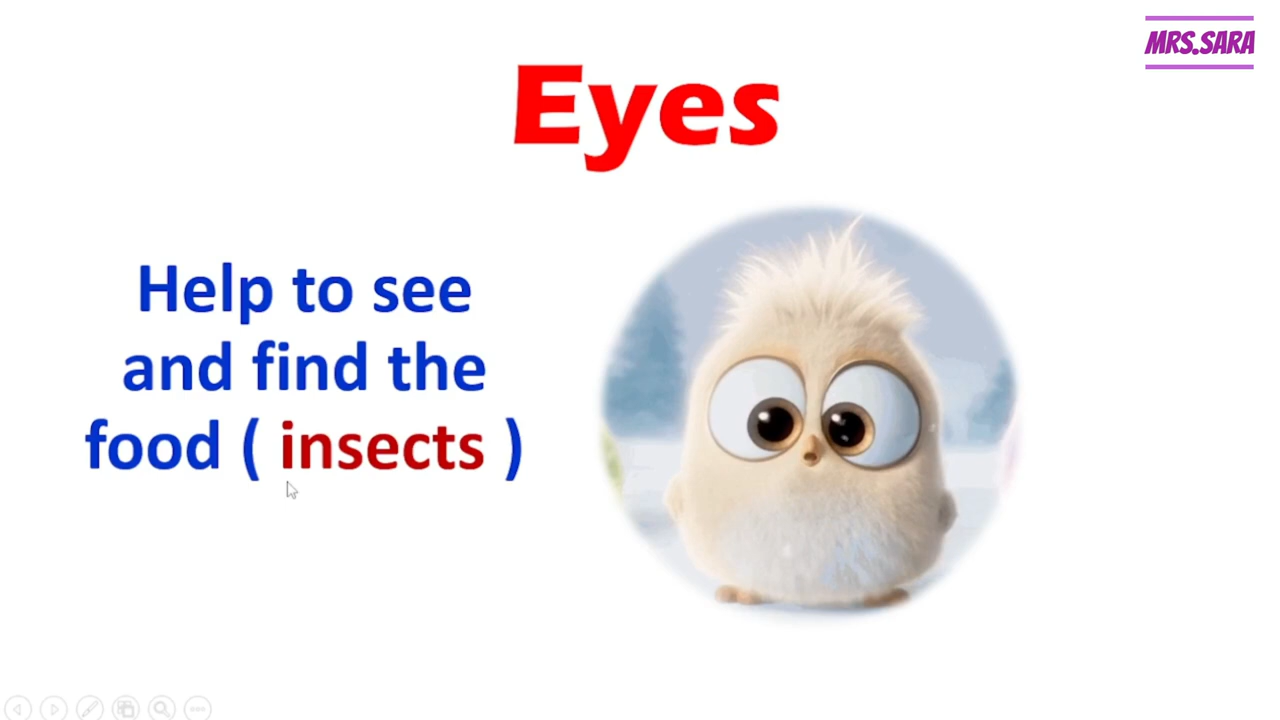 MRS.SARA
Eyes
Help to see
and find the
food ( insects )